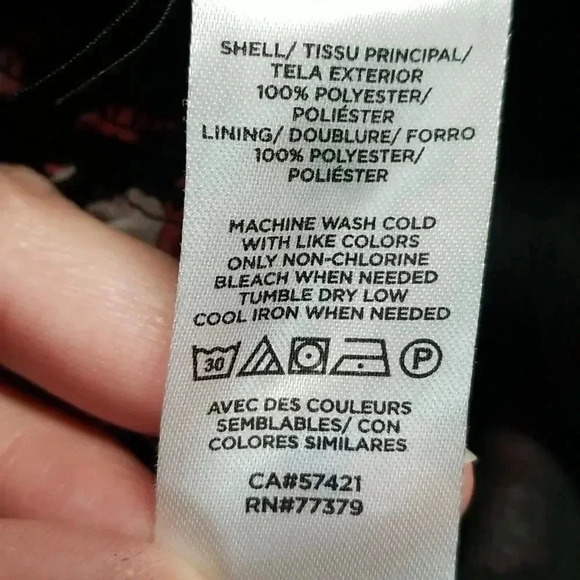 SHELL/ TISSU PRINCIPAL/
TELA EXTERIOR
100% POLYESTER/
POLIÉSTER
LINING/ DOUBLURE/ FORRO
100% POLYESTER/
POLIÉSTER
MACHINE WASH COLD
WITH LIKE COLORS
ONLY NON-CHLORINE
BLEACH WHEN NEEDED
TUMBLE DRY LOW
COOL IRON WHEN NEEDED
30 P
AVEC DES COULEURS
SEMBLABLES/ CON
COLORES SIMILARES
CA#57421
RN#77379